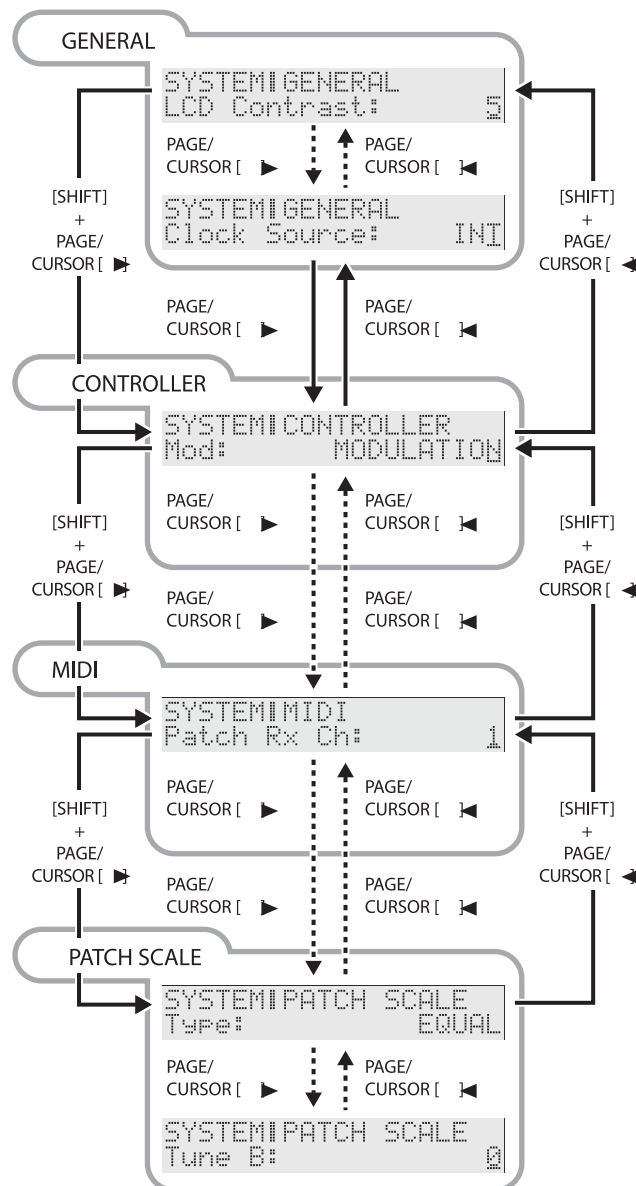 GENERAL
SYSTEM GENERAL
LCD Contrast: 5
PAGE/
CURSOR [ ▶]
PAGE/
CURSOR [ ◀]
[SHIFT]
+
PAGE/
CURSOR [ ▶]
[SHIFT]
+
PAGE/
CURSOR [ ◀]
SYSTEM GENERAL
Clock Source: INT
PAGE/
CURSOR [ ▶]
PAGE/
CURSOR [ ◀]
CONTROLLER
SYSTEM CONTROLLER
Mod: MODULATION
PAGE/
CURSOR [ ▶]
PAGE/
CURSOR [ ◀]
[SHIFT]
+
PAGE/
CURSOR [ ▶]
[SHIFT]
+
PAGE/
CURSOR [ ◀]
PAGE/
CURSOR [ ▶]
PAGE/
CURSOR [ ◀]
MIDI
SYSTEM MIDI
Patch Rx Ch: 1
PAGE/
CURSOR [ ▶]
PAGE/
CURSOR [ ◀]
[SHIFT]
+
PAGE/
CURSOR [ ▶]
[SHIFT]
+
PAGE/
CURSOR [ ◀]
PAGE/
CURSOR [ ▶]
PAGE/
CURSOR [ ◀]
PATCH SCALE
SYSTEM PATCH SCALE
Type: EQUAL
PAGE/
CURSOR [ ▶]
PAGE/
CURSOR [ ◀]
SYSTEM PATCH SCALE
Tune B: 0